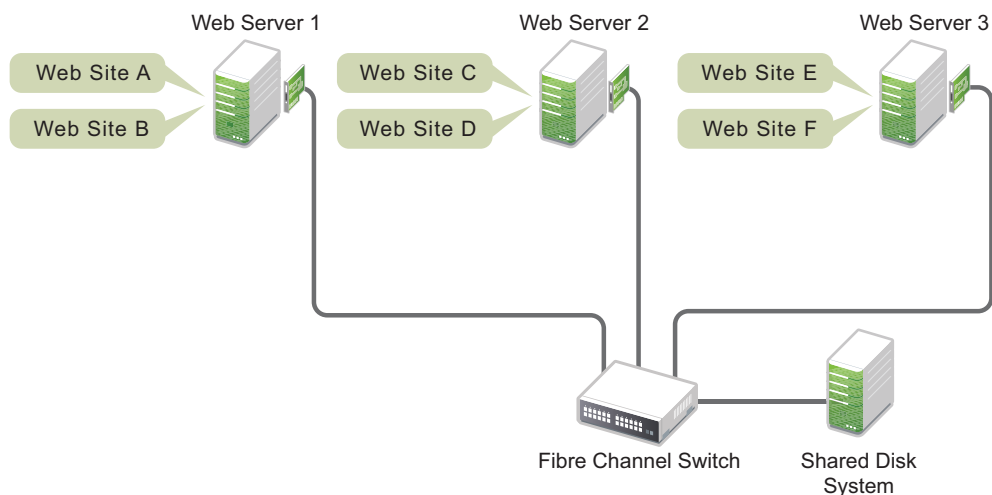 Web Server 1
Web Server 2
Web Server 3
Web Site A
Web Site C
Web Site E
Web Site B
Web Site D
Web Site F
Fibre Channel Switch
Shared Disk
System